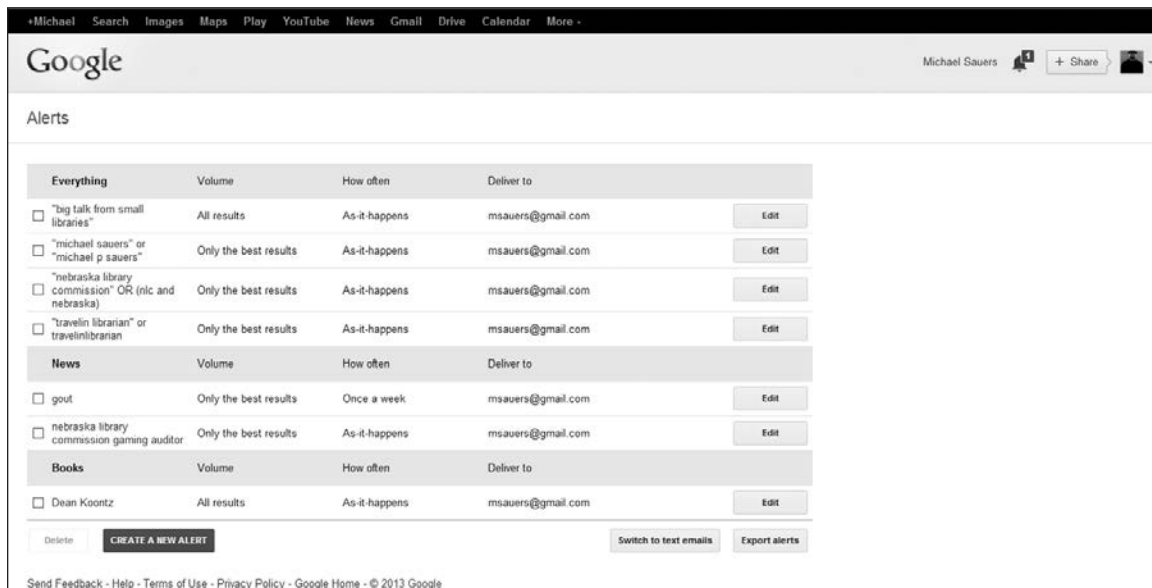 +Michael Search Images Maps Play YouTube News Gmail Drive Calendar More -
Google
Michael Sauers 1 + Share
Alerts
Everything Volume How often Deliver to
"big talk from small
libraries" All results As-it-happens msauers@gmail.com Edit
"michael sauers" or
"michael p sauers" Only the best results As-it-happens msauers@gmail.com Edit
"nebraska library
commission" OR (nlc and
nebraska) Only the best results As-it-happens msauers@gmail.com Edit
"travelin librarian" or
travelinlibrarian Only the best results As-it-happens msauers@gmail.com Edit
News Volume How often Deliver to
gout Only the best results Once a week msauers@gmail.com Edit
nebraska library
commission gaming auditor Only the best results As-it-happens msauers@gmail.com Edit
Books Volume How often Deliver to
Dean Koontz All results As-it-happens msauers@gmail.com Edit
Delete CREATE A NEW ALERT Switch to text emails Export alerts
Send Feedback - Help - Terms of Use - Privacy Policy - Google Home - © 2013 Google